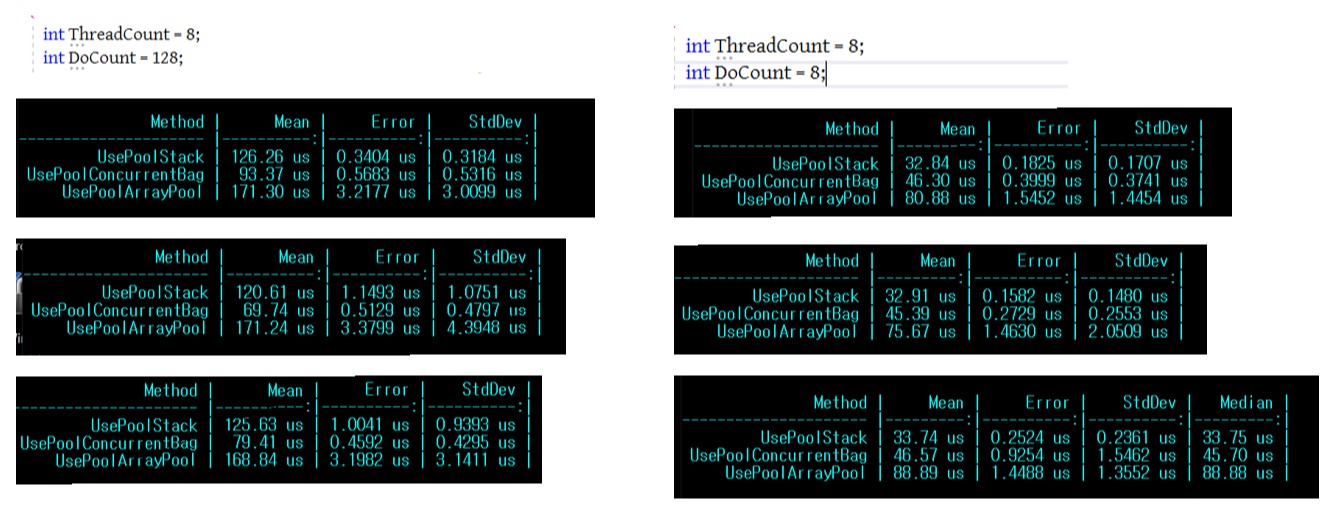 int ThreadCount = 8;
int DoCount = 128;
Method | Mean | Error | StdDev |
UsePoolStack | 126.26 us | 0.3404 us | 0.3184 us |
UsePoolConcurrentBag | 93.37 us | 0.5683 us | 0.5316 us |
UsePoolArrayPool | 171.30 us | 3.2177 us | 3.0099 us |
Method | Mean | Error | StdDev |
UsePoolStack | 120.61 us | 1.1493 us | 1.0751 us |
UsePoolConcurrentBag | 69.74 us | 0.5129 us | 0.4797 us |
UsePoolArrayPool | 171.24 us | 3.3799 us | 4.3948 us |
Method | Mean | Error | StdDev |
UsePoolStack | 125.63 us | 1.0041 us | 0.9393 us |
UsePoolConcurrentBag | 79.41 us | 0.4592 us | 0.4295 us |
UsePoolArrayPool | 168.84 us | 3.1982 us | 3.1411 us |
int ThreadCount = 8;
int DoCount = 8;
Method | Mean | Error | StdDev |
UsePoolStack | 32.84 us | 0.1825 us | 0.1707 us |
UsePoolConcurrentBag | 46.30 us | 0.3999 us | 0.3741 us |
UsePoolArrayPool | 80.88 us | 1.5452 us | 1.4454 us |
Method | Mean | Error | StdDev |
UsePoolStack | 32.91 us | 0.1582 us | 0.1480 us |
UsePoolConcurrentBag | 45.39 us | 0.2729 us | 0.2553 us |
UsePoolArrayPool | 75.67 us | 1.4630 us | 2.0509 us |
Method | Mean | Error | StdDev | Median |
UsePoolStack | 33.74 us | 0.2524 us | 0.2361 us | 33.75 us |
UsePoolConcurrentBag | 46.57 us | 0.9254 us | 1.5462 us | 45.70 us |
UsePoolArrayPool | 88.89 us | 1.4488 us | 1.3552 us | 88.88 us |